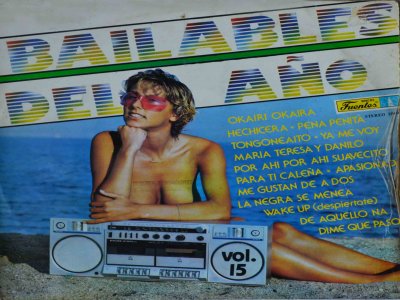 BAILABLES
DEL AÑO
Fuentes
STEREO
OKAIRI OKAIRA
HECHICERA - PENA PENITA
TONGONEAITO - YA ME VOY
MARIA TERESA Y DANILO
POR AHI POR AHI SUAVECITO
PARA TI CALEÑA - APASIONAD
ME GUSTAN DE A DOS
LA NEGRA SE MENEA
WAKE UP (despiertate)
DE AQUELLO NA
DIME QUE PASO
vol.
15